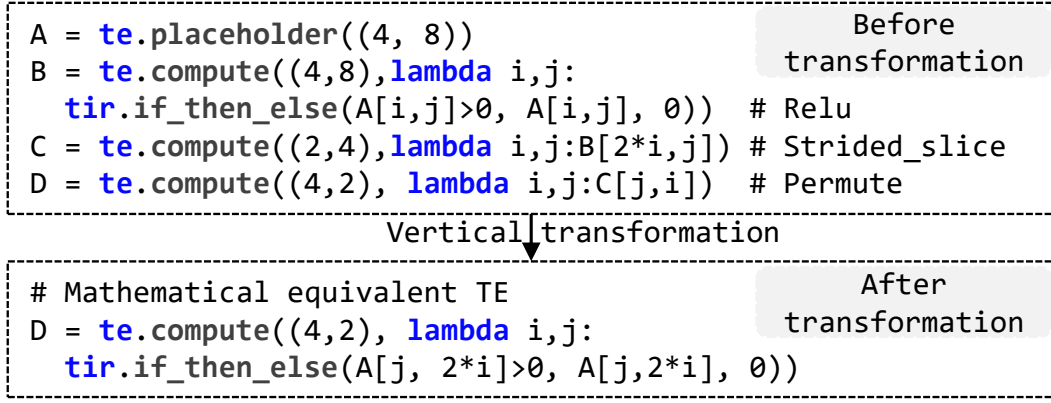 A = te.placeholder((4, 8))
Before
transformation
B = te.compute((4,8),lambda i,j:
tir.if_then_else(A[i,j]>0, A[i,j], 0)) # Relu
C = te.compute((2,4),lambda i,j:B[2*i,j]) # Strided_slice
D = te.compute((4,2), lambda i,j:C[j,i]) # Permute
Vertical transformation
# Mathematical equivalent TE
After
transformation
D = te.compute((4,2), lambda i,j:
tir.if_then_else(A[j, 2*i]>0, A[j,2*i], 0))